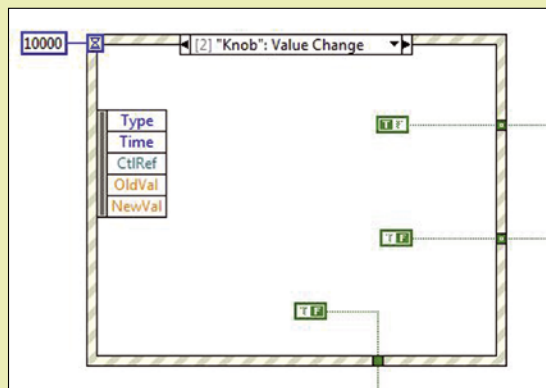 10000
[2] "Knob": Value Change
Type
Time
CtlRef
OldVal
NewVal
T F
T F
T F